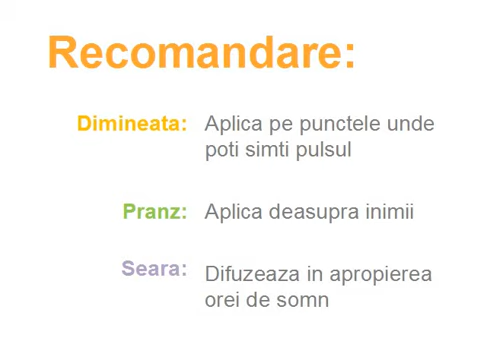 Recomandare:
Dimineata: Aplica pe punctele unde
poti simti pulsul
Pranz: Aplica deasupra inimii
Seara: Difuzeaza in apropierea
orei de somn